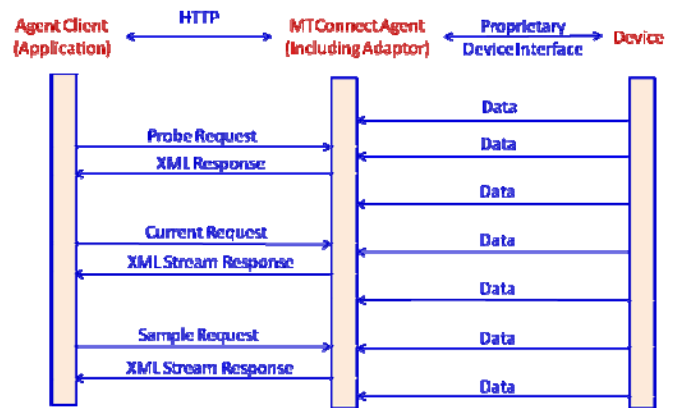 Agent Client
(Application)
HTTP
MTConnect Agent
(Including Adaptor)
Proprietary
Device Interface
Device
Data
Probe Request
Data
XML Response
Data
Current Request
Data
XML Stream Response
Data
Sample Request
Data
XML Stream Response
Data